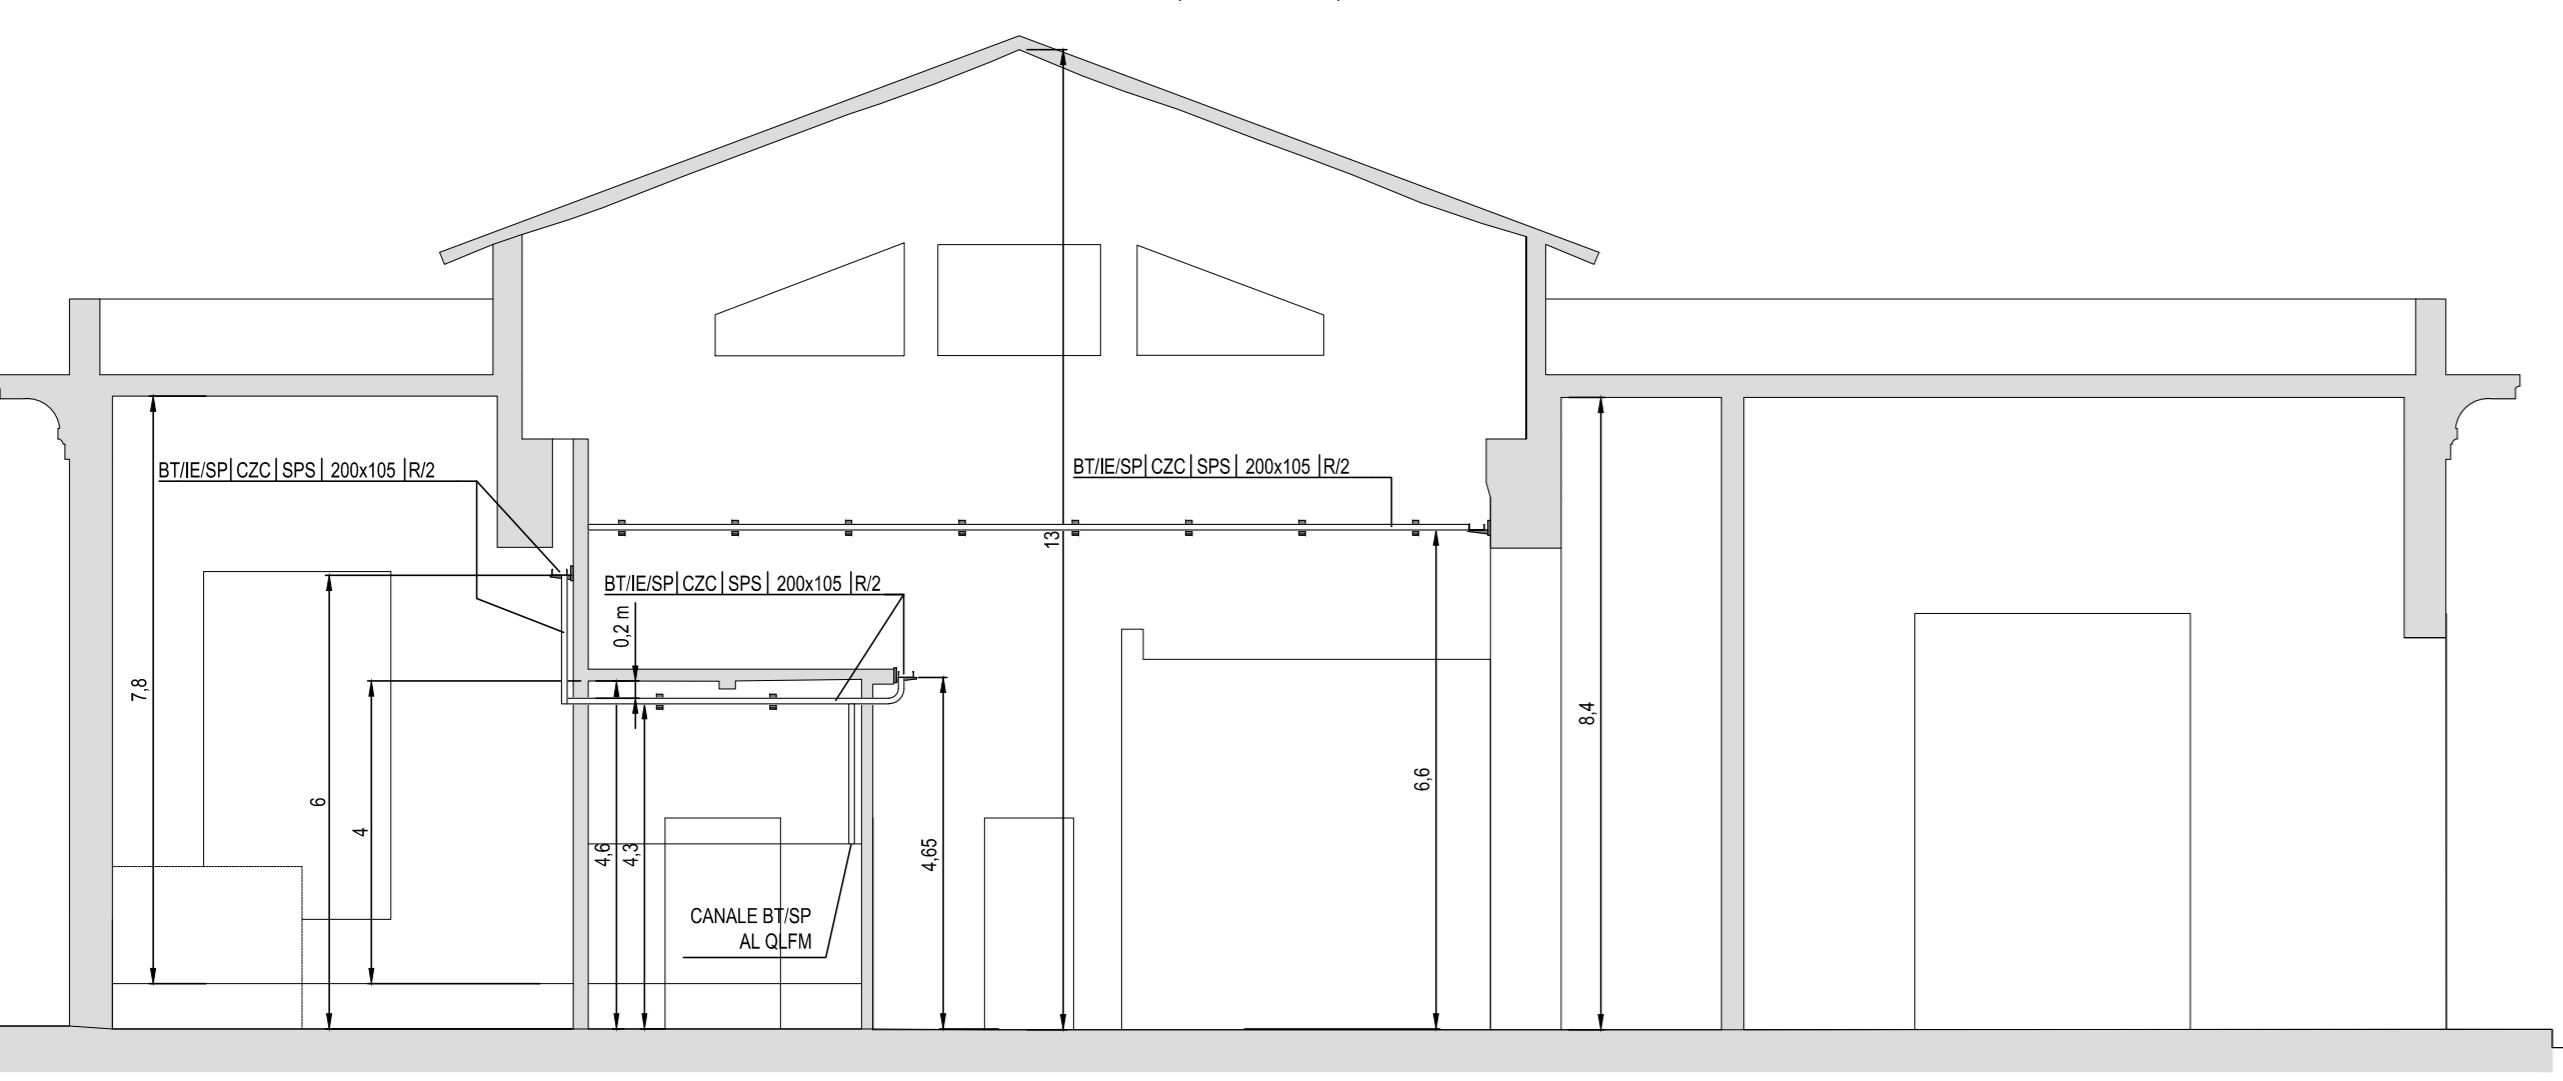 BT/IE/SP|CZC|SPS| 200x105 |R/2
BT/IE/SP|CZC|SPS| 200x105 |R/2
13
BT/IE/SP|CZC|SPS| 200x105 |R/2
0,2 m
7,8
6
4
4,6
4,3
4,65
6,6
8,4
CANALE BT/SP
AL QLFM